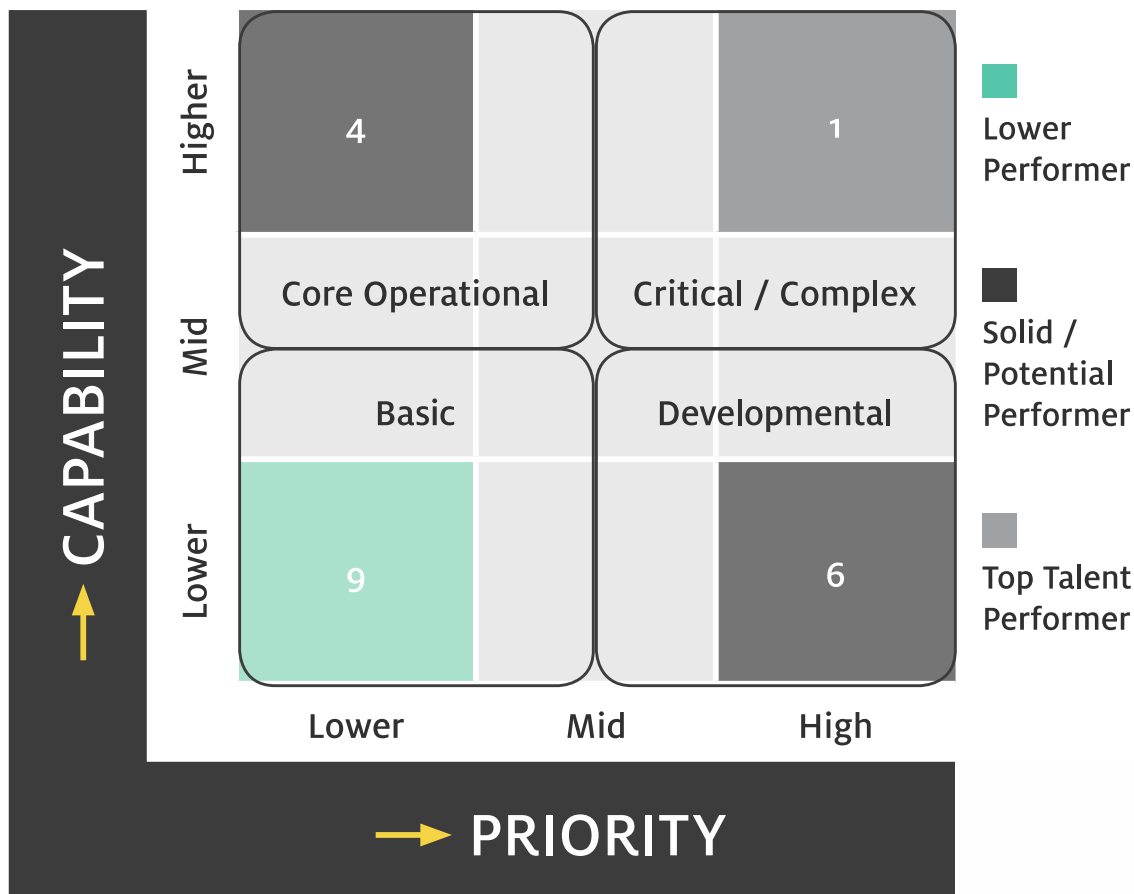 CAPABILITY
Higher
Mid
Lower
4
1
Core Operational
Critical / Complex
Basic
Developmental
9
6
Lower
Mid
High
PRIORITY
Lower
Performer
Solid /
Potential
Performer
Top Talent
Performer